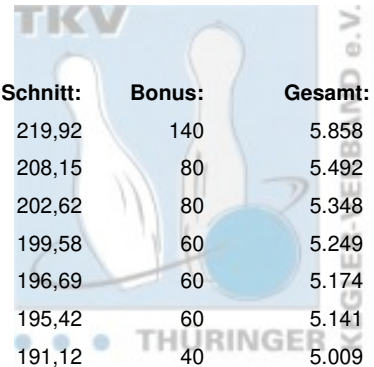 TKV
Schnitt: Bonus: Gesamt:
219,92 140 5.858
208,15 80 5.492
202,62 80 5.348
199,58 60 5.249
196,69 60 5.174
195,42 60 5.141
191,12 40 5.009
THÜRINGER KEGLER-VERBAND e.V.